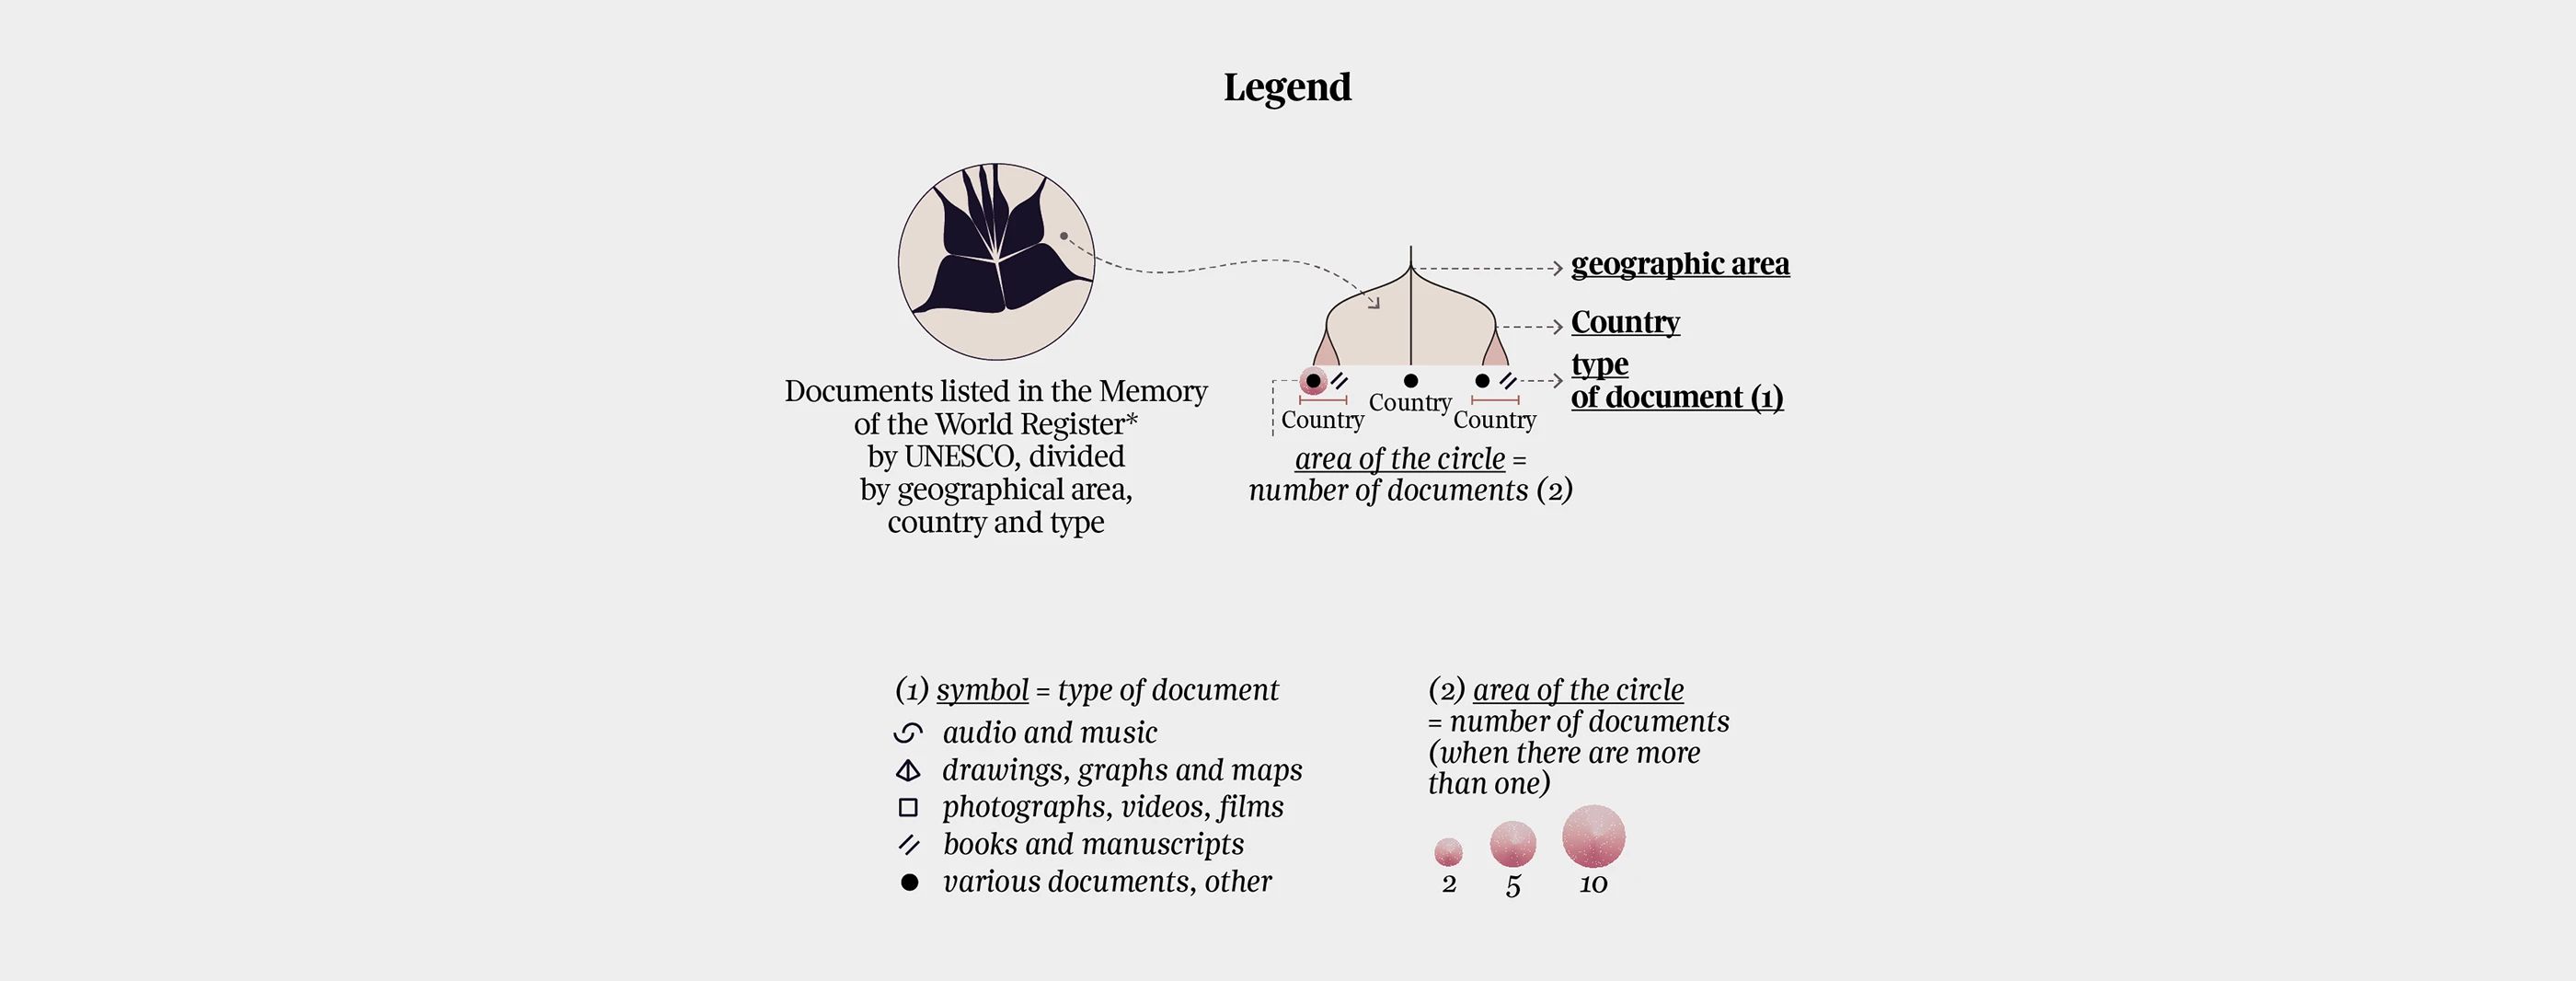 Legend
Documents listed in the Memory
of the World Register*
by UNESCO, divided
by geographical area,
country and type
geographic area
Country
type
of document (1)
Country
Country
Country
area of the circle =
number of documents (2)
(1) symbol = type of document
audio and music
drawings, graphs and maps
photographs, videos, films
books and manuscripts
various documents, other
(2) area of the circle
= number of documents
(when there are more
than one)
2 5 10